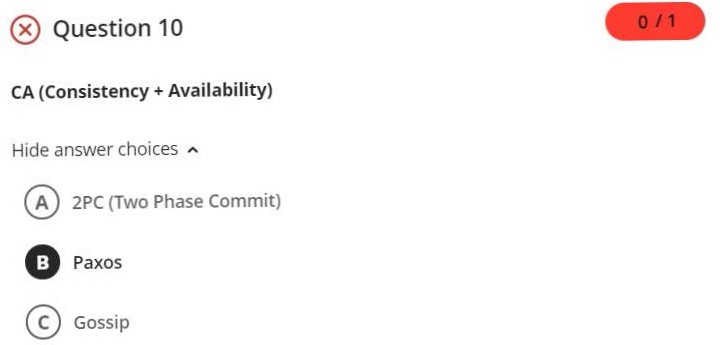 Question 10
0 / 1
CA (Consistency + Availability)
Hide answer choices
A 2PC (Two Phase Commit)
B Paxos
C Gossip